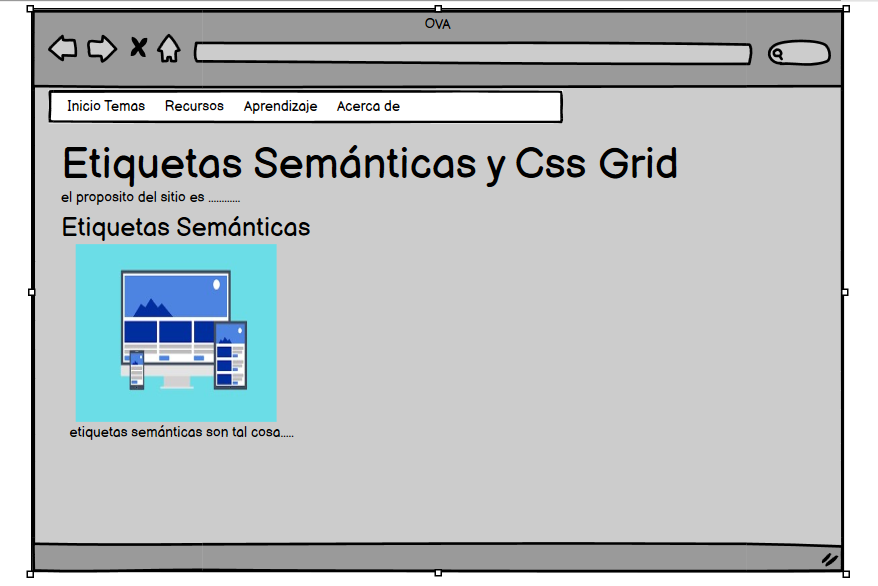 OVA
Inicio Temas Recursos Aprendizaje Acerca de
Etiquetas Semánticas y Css Grid
el proposito del sitio es ............
Etiquetas Semánticas
etiquetas semánticas son tal cosa.....